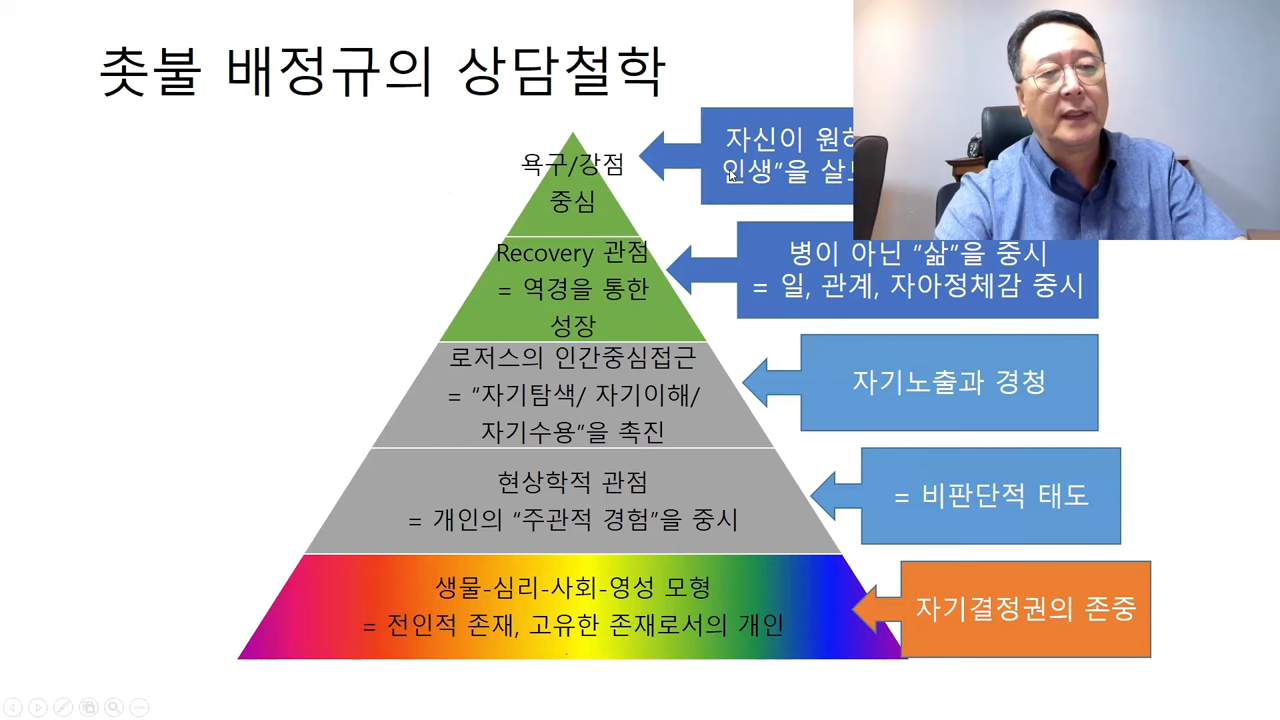 촛불 배정규의 상담철학
욕구/강점
중심
자신이
인생”을
Recovery 관점
= 역경을 통한
성장
병이 아닌 “삶”을 중시
= 일, 관계, 자아정체감 중시
로저스의 인간중심접근
= “자기탐색/ 자기이해/
자기수용”을 촉진
자기노출과 경청
현상학적 관점
= 개인의 “주관적 경험”을 중시
= 비판단적 태도
생물-심리-사회-영성 모형
= 전인적 존재, 고유한 존재로서의 개인
자기결정권의 존중